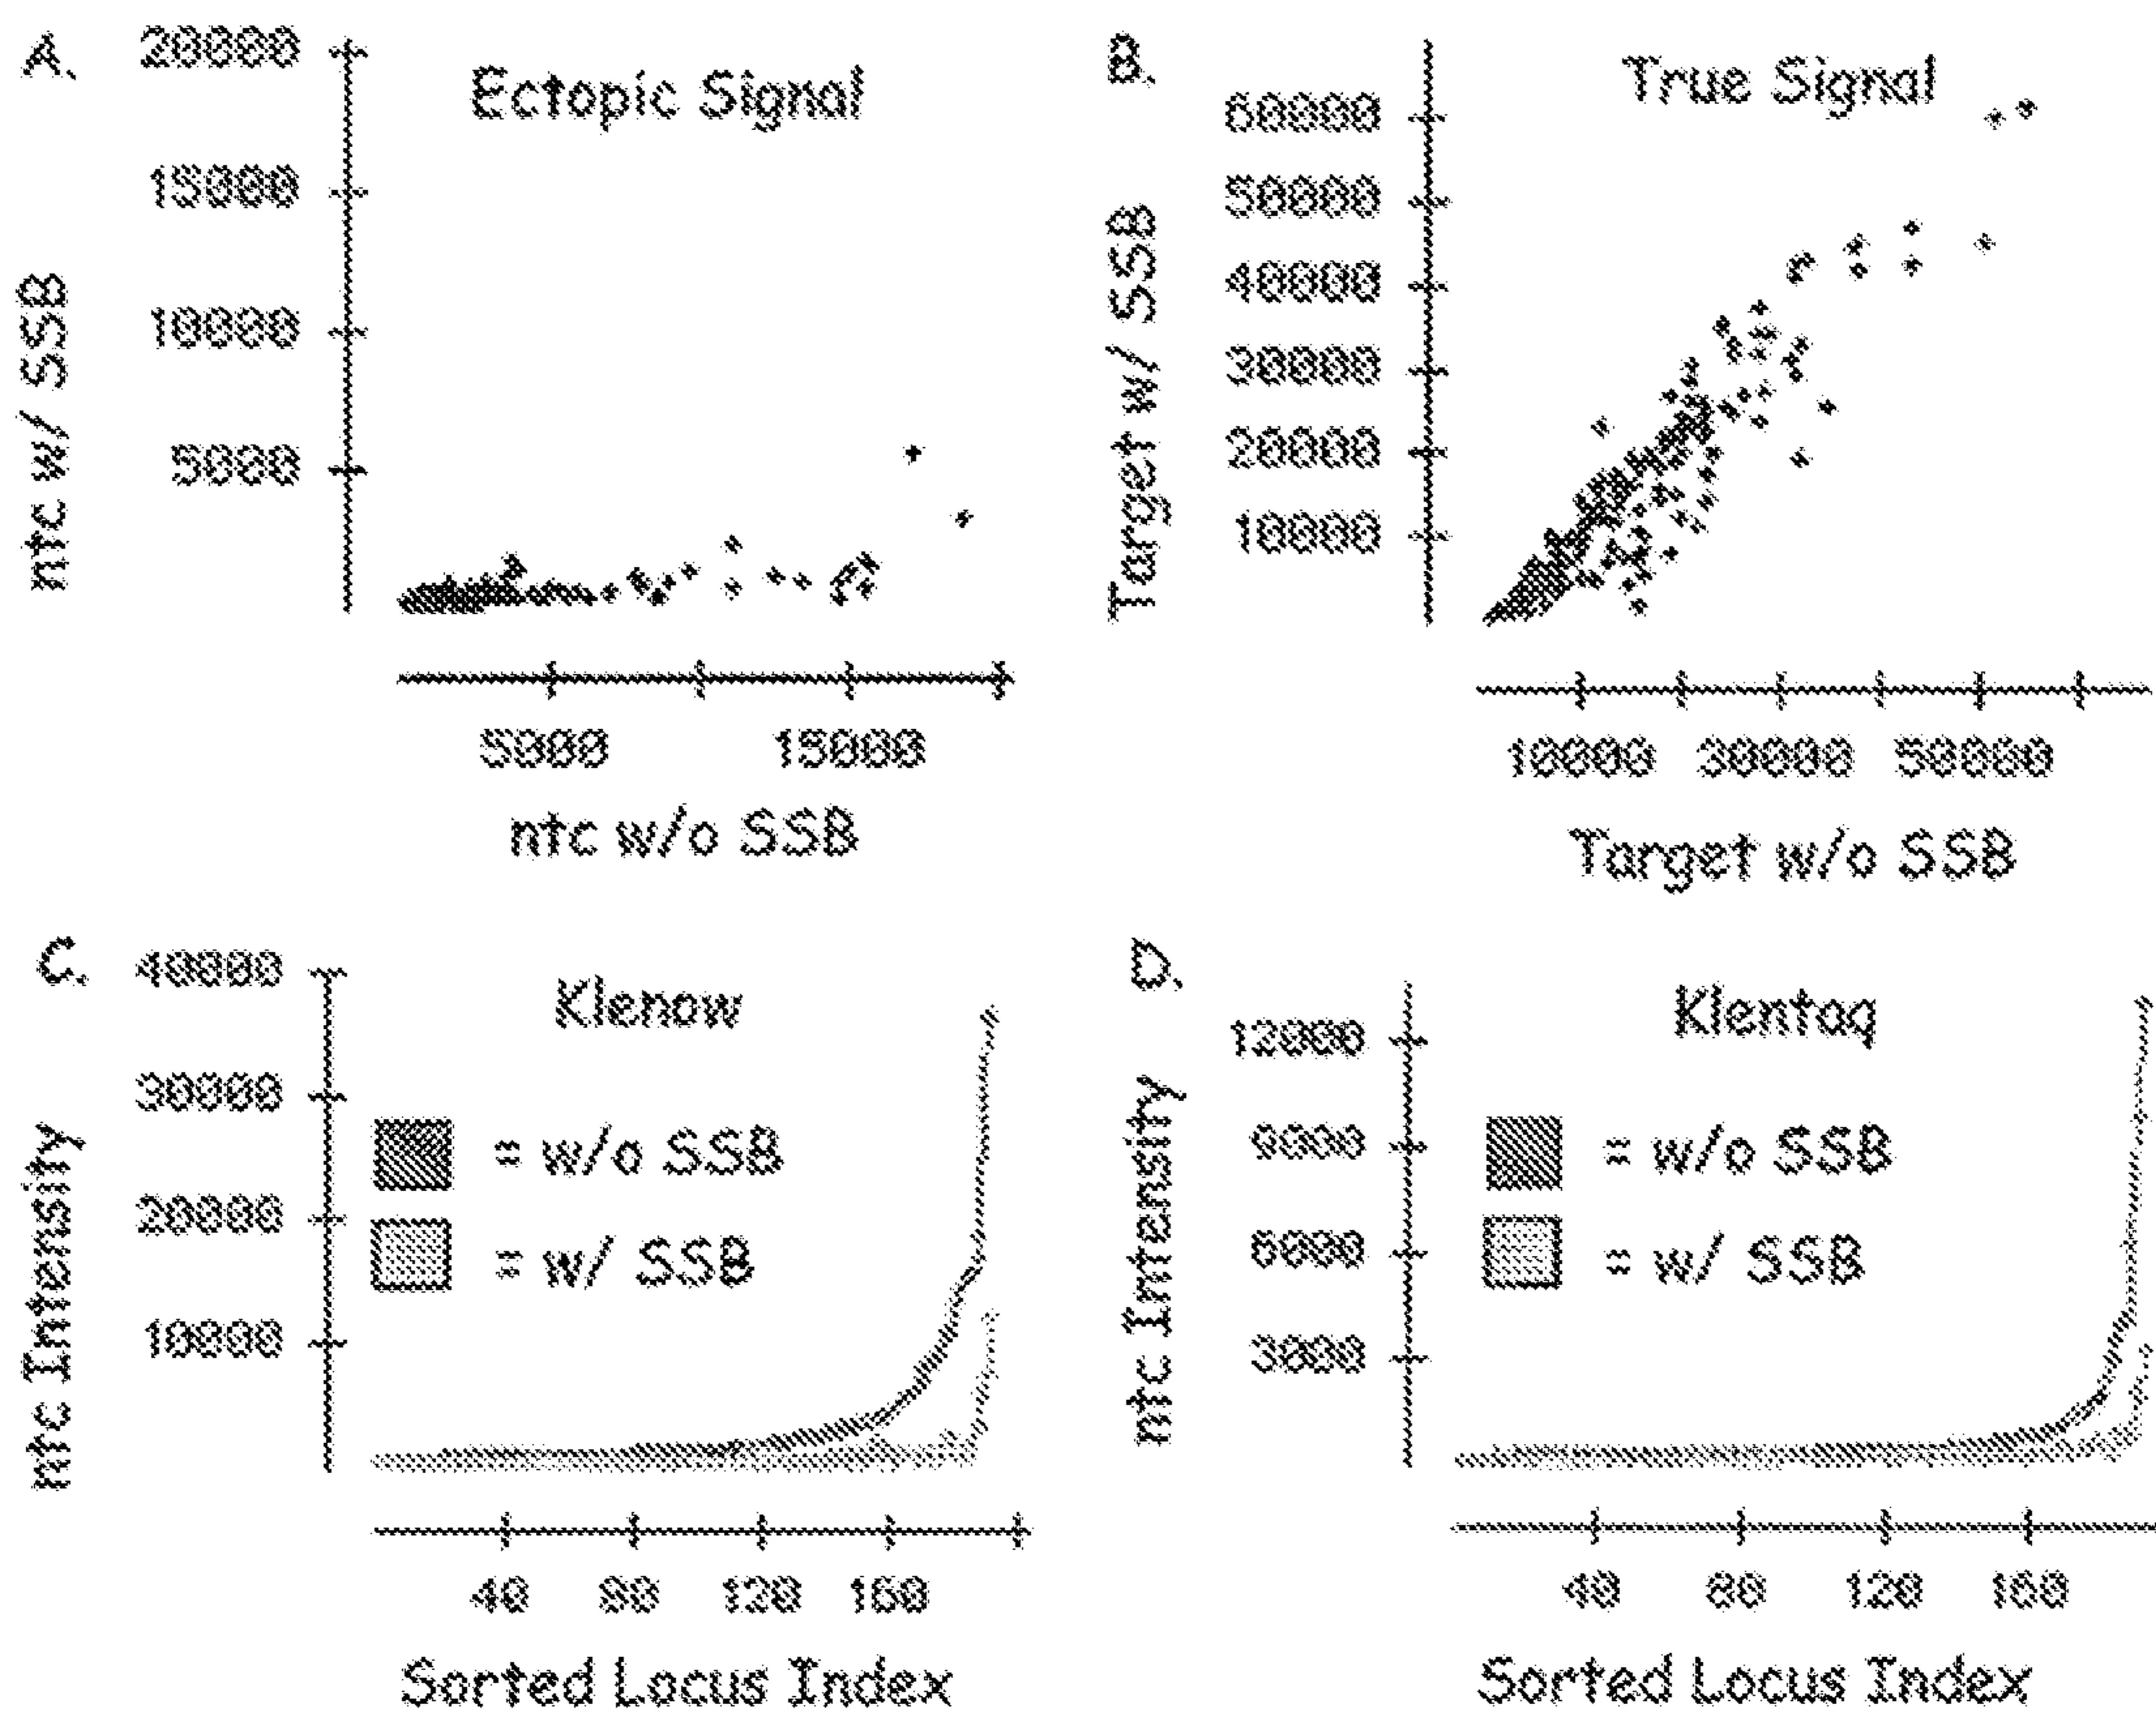 A.
Ectopic Signal
20000
15000
10000
5000
ntc w/ SSB
5000
15000
ntc w/o SSB
B.
True Signal
60000
50000
40000
30000
20000
10000
Target w/ SSB
10000 30000 50000
Target w/o SSB
C.
Klenow
40000
30000
20000
10000
ntc Intensity
= w/o SSB
= w/ SSB
40 80 120 160
Sorted Locus Index
D.
Klentaq
12000
9000
6000
3000
ntc Intensity
= w/o SSB
= w/ SSB
40 80 120 160
Sorted Locus Index